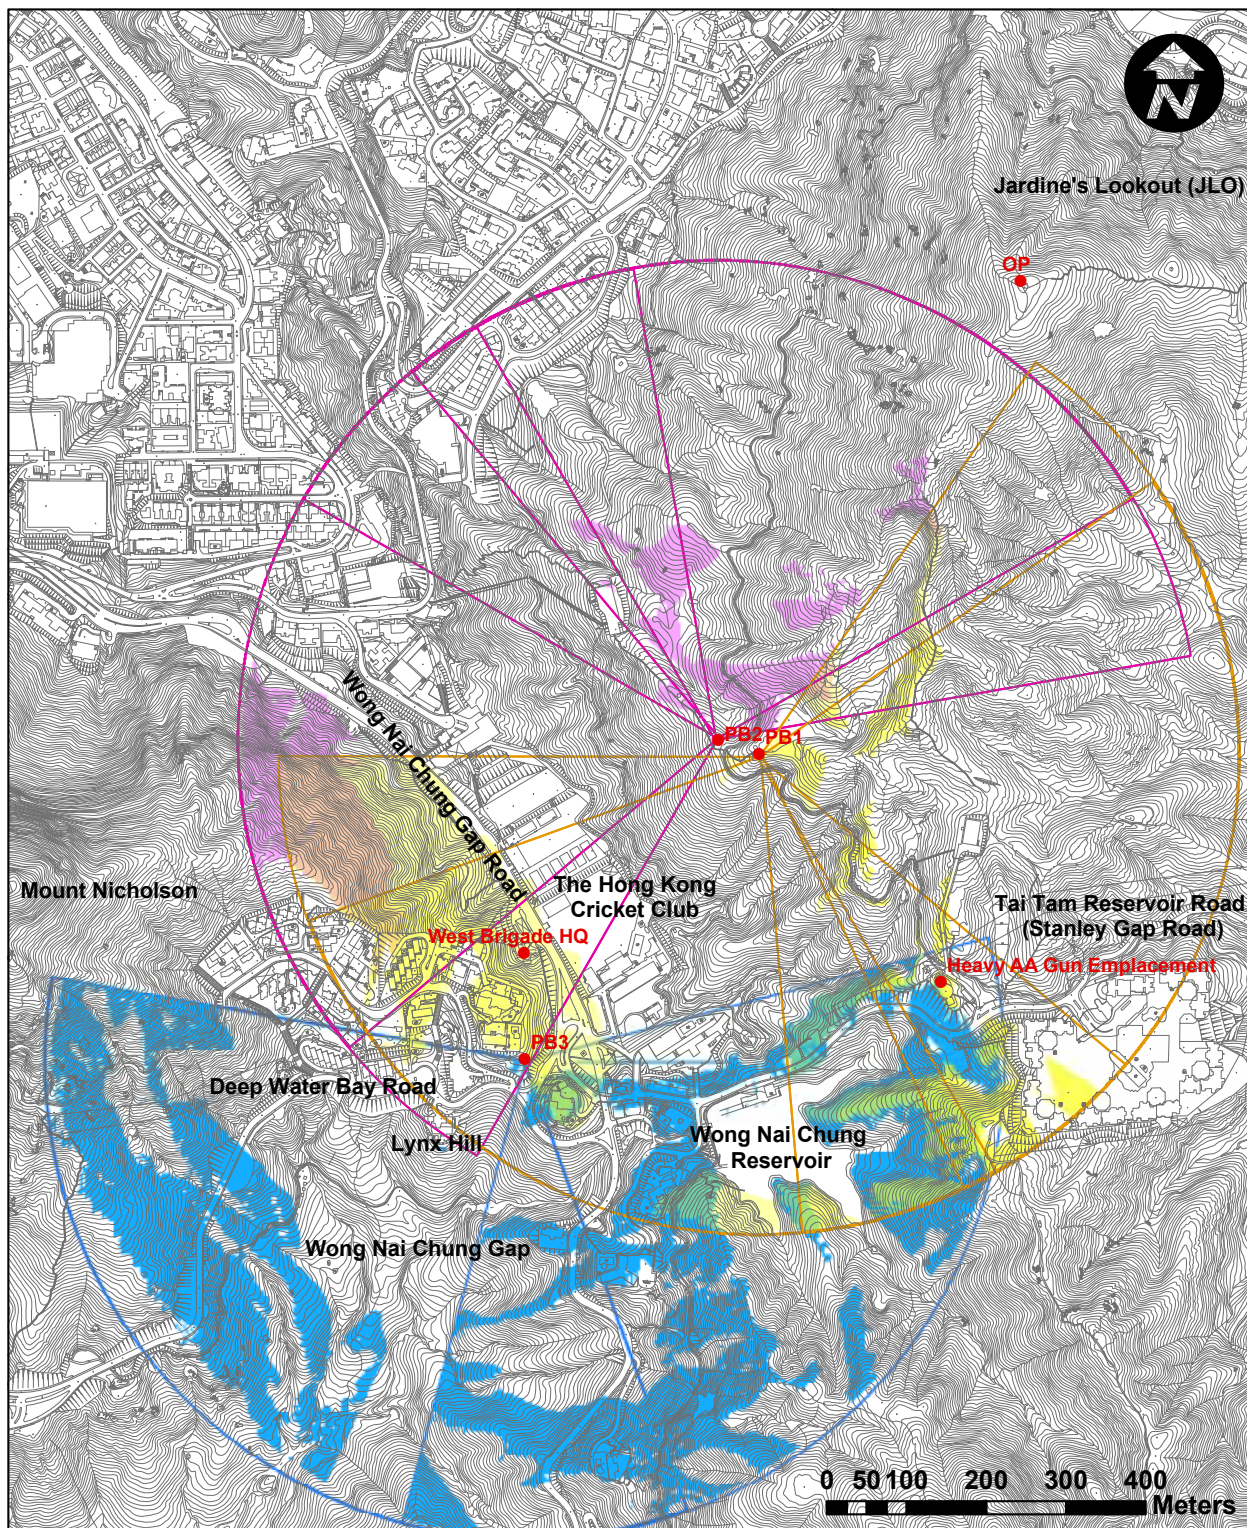 N
Jardine's Lookout (JLO)
OP
Wong Nai Chung Gap Road
PB2
PB1
Mount Nicholson
The Hong Kong
Cricket Club
Tai Tam Reservoir Road
(Stanley Gap Road)
West Brigade HQ
Heavy AA Gun Emplacement
PB3
Deep Water Bay Road
Lynx Hill
Wong Nai Chung
Reservoir
Wong Nai Chung Gap
0 50 100 200 300 400
Meters